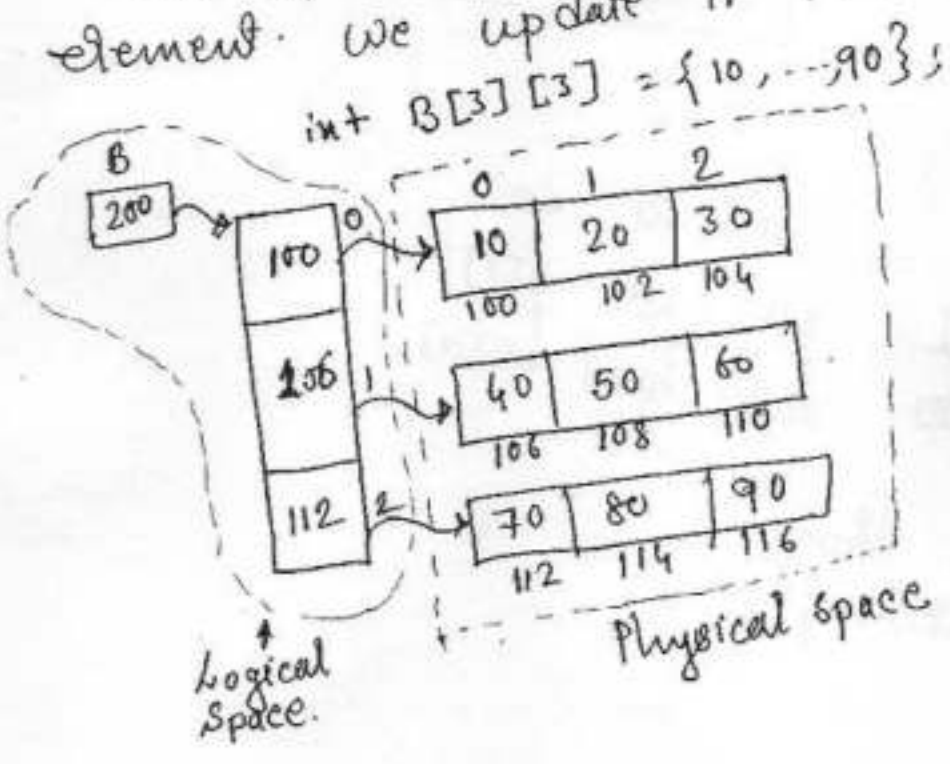 element. We update
int B[3][3] = {10, ---, 90};
B
200
0 1 2
100 0 10 20 30
100 102 104
106 1 40 50 60
106 108 110
112 2 70 80 90
112 114 116
Logical
Space.
Physical Space